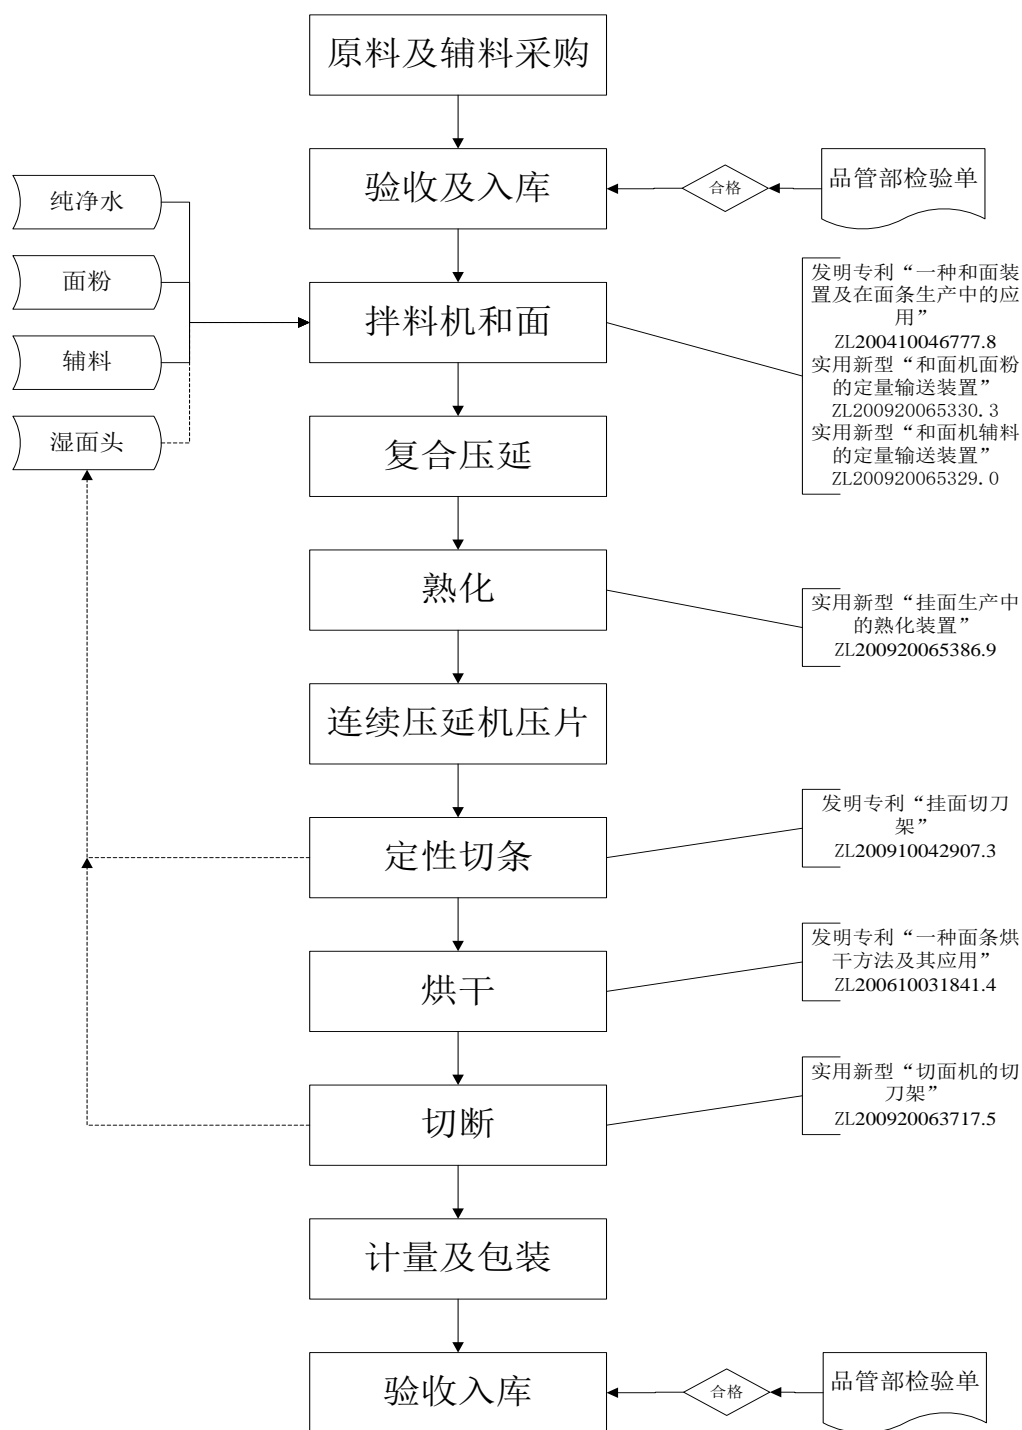 原料及辅料采购
验收及入库
合格
品管部检验单
纯净水
面粉
辅料
湿面头
拌料机和面
发明专利“一种和面装
置及在面条生产中的应
用”
ZL200410046777.8
实用新型“和面机面粉
的定量输送装置”
ZL200920065330.3
实用新型“和面机辅料
的定量输送装置”
ZL200920065329.0
复合压延
熟化
实用新型“挂面生产中
的熟化装置”
ZL200920065386.9
连续压延机压片
定性切条
发明专利“挂面切刀
架”
ZL200910042907.3
烘干
发明专利“一种面条烘
干方法及其应用”
ZL200610031841.4
切断
实用新型“切面机的切
刀架”
ZL200920063717.5
计量及包装
验收入库
合格
品管部检验单